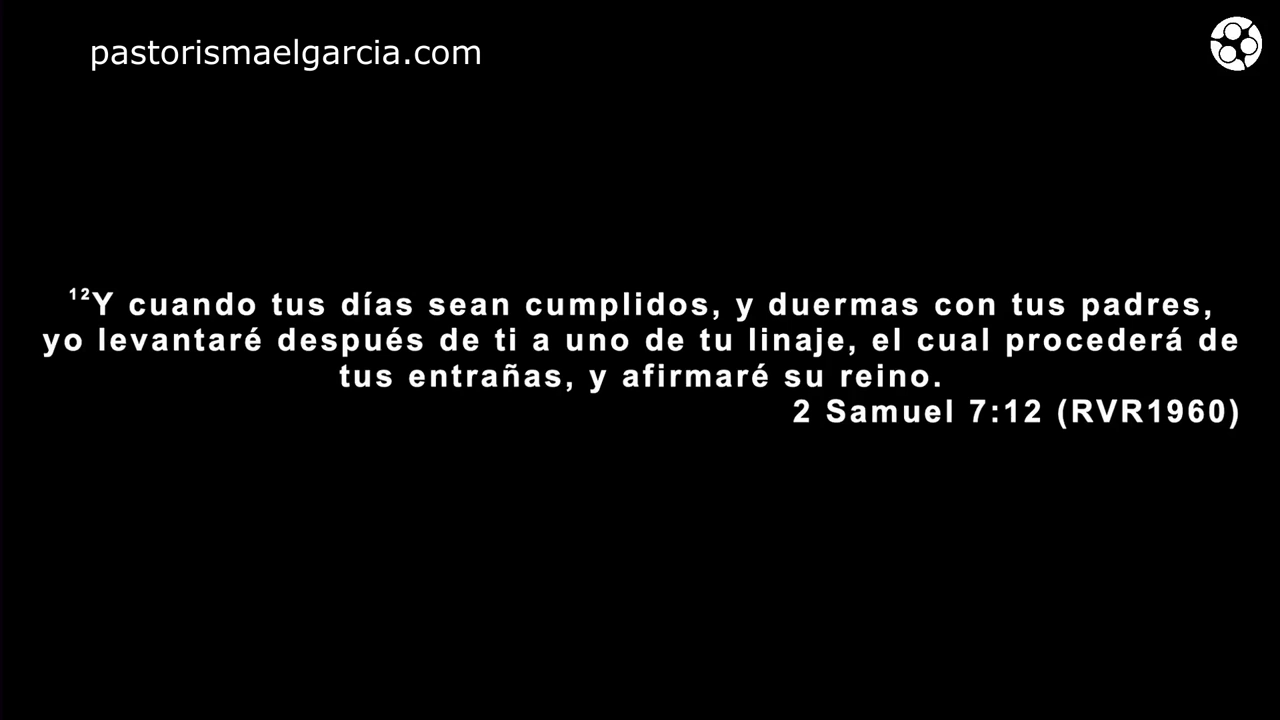 pastorismaelgarcia.com
¹²Y cuando tus días sean cumplidos, y duermas con tus padres,
yo levantaré después de ti a uno de tu linaje, el cual procederá de
tus entrañas, y afirmaré su reino.
2 Samuel 7:12 (RVR1960)